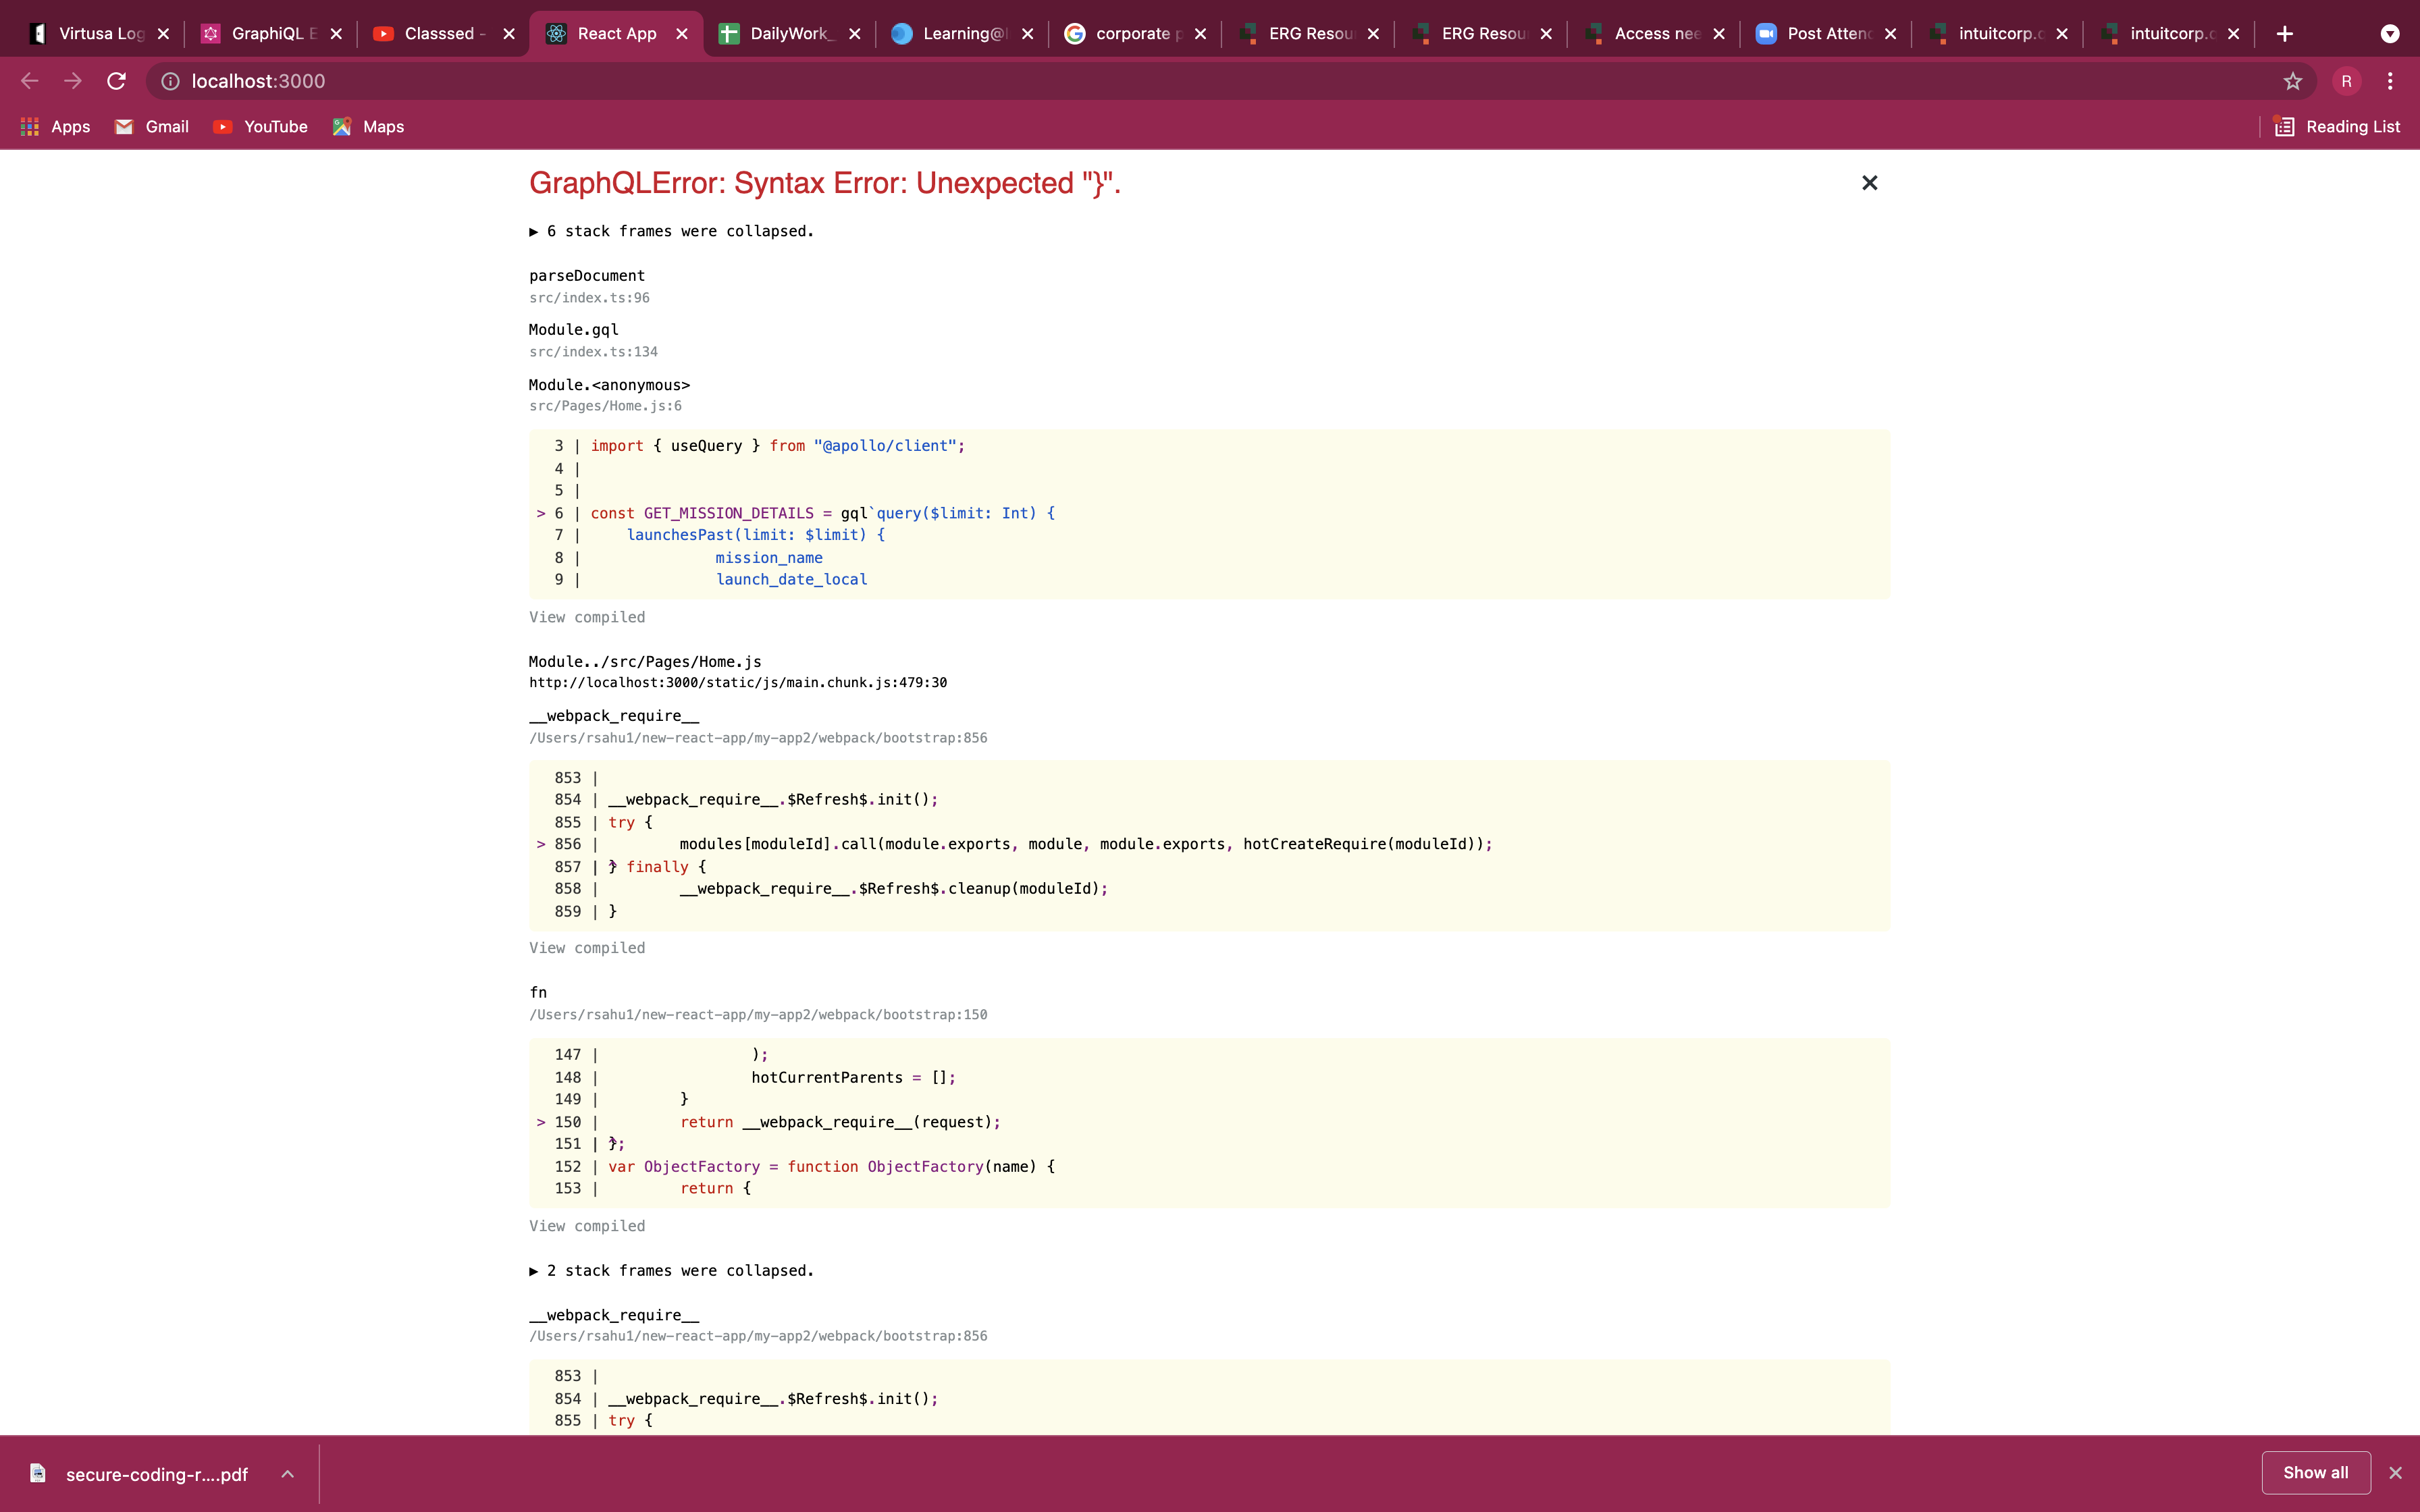 Virtusa Log
GraphiQL E
Classsed -
React App
DailyWork_
Learning@
corporate p
ERG Resou
ERG Resou
Access nee
Post Attend
intuitcorp.c
intuitcorp.c
localhost:3000
R
Apps
Gmail
YouTube
Maps
Reading List
GraphQLError: Syntax Error: Unexpected "}".
▶ 6 stack frames were collapsed.
parseDocument
src/index.ts:96
Module.gql
src/index.ts:134
Module.<anonymous>
src/Pages/Home.js:6
3 | import { useQuery } from "@apollo/client";
4 |
5 |
> 6 | const GET_MISSION_DETAILS = gql`query($limit: Int) {
7 |     launchesPast(limit: $limit) {
8 |               mission_name
9 |               launch_date_local
View compiled
Module../src/Pages/Home.js
http://localhost:3000/static/js/main.chunk.js:479:30
__webpack_require__
/Users/rsahu1/new-react-app/my-app2/webpack/bootstrap:856
853 |
854 | __webpack_require__.$Refresh$.init();
855 | try {
> 856 |         modules[moduleId].call(module.exports, module, module.exports, hotCreateRequire(moduleId));
857 | } finally {
858 |         __webpack_require__.$Refresh$.cleanup(moduleId);
859 | }
View compiled
fn
/Users/rsahu1/new-react-app/my-app2/webpack/bootstrap:150
147 |                 );
148 |                 hotCurrentParents = [];
149 |         }
> 150 |         return __webpack_require__(request);
151 | };
152 | var ObjectFactory = function ObjectFactory(name) {
153 |         return {
View compiled
▶ 2 stack frames were collapsed.
__webpack_require__
/Users/rsahu1/new-react-app/my-app2/webpack/bootstrap:856
853 |
854 | __webpack_require__.$Refresh$.init();
855 | try {
secure-coding-r....pdf
Show all